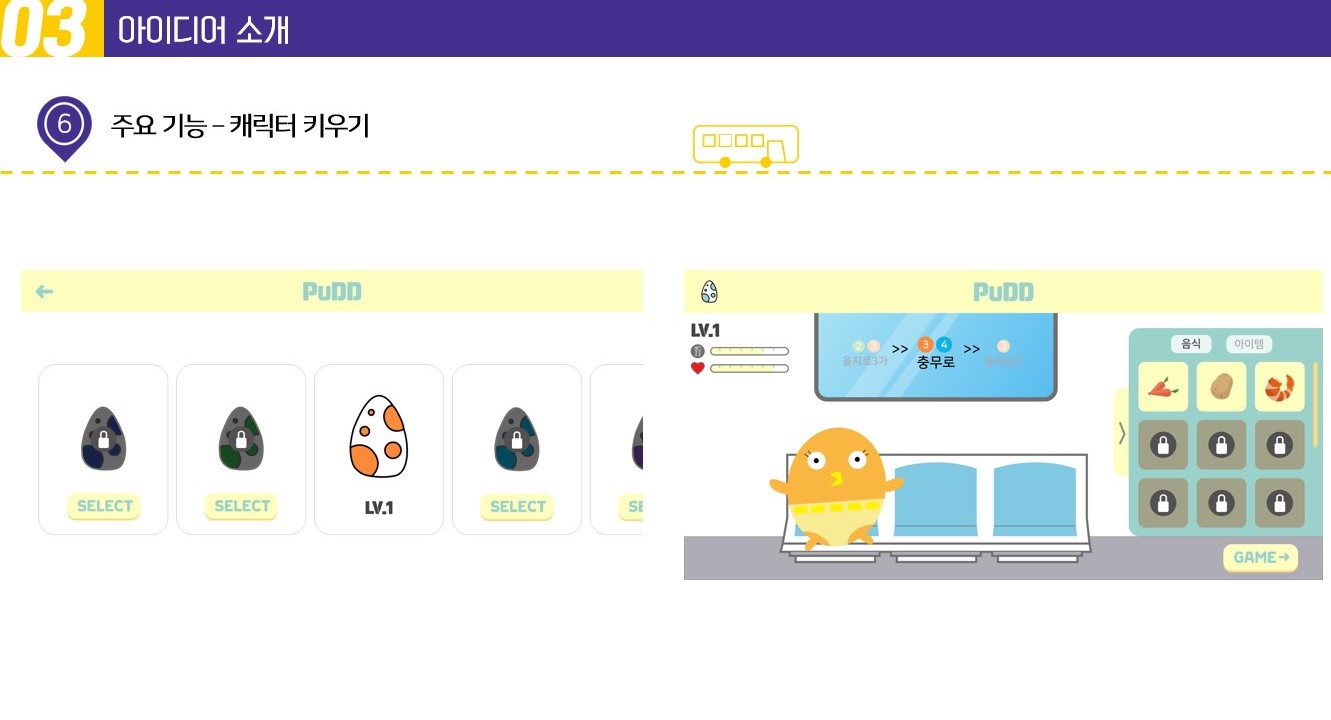 03 아이디어 소개
6 주요 기능 – 캐릭터 키우기
PuDD
SELECT
SELECT
LV.1
SELECT
SE
PuDD
LV.1
2 3 >> 3 4 >> 3
을지로3가 충무로
음식 아이템
GAME